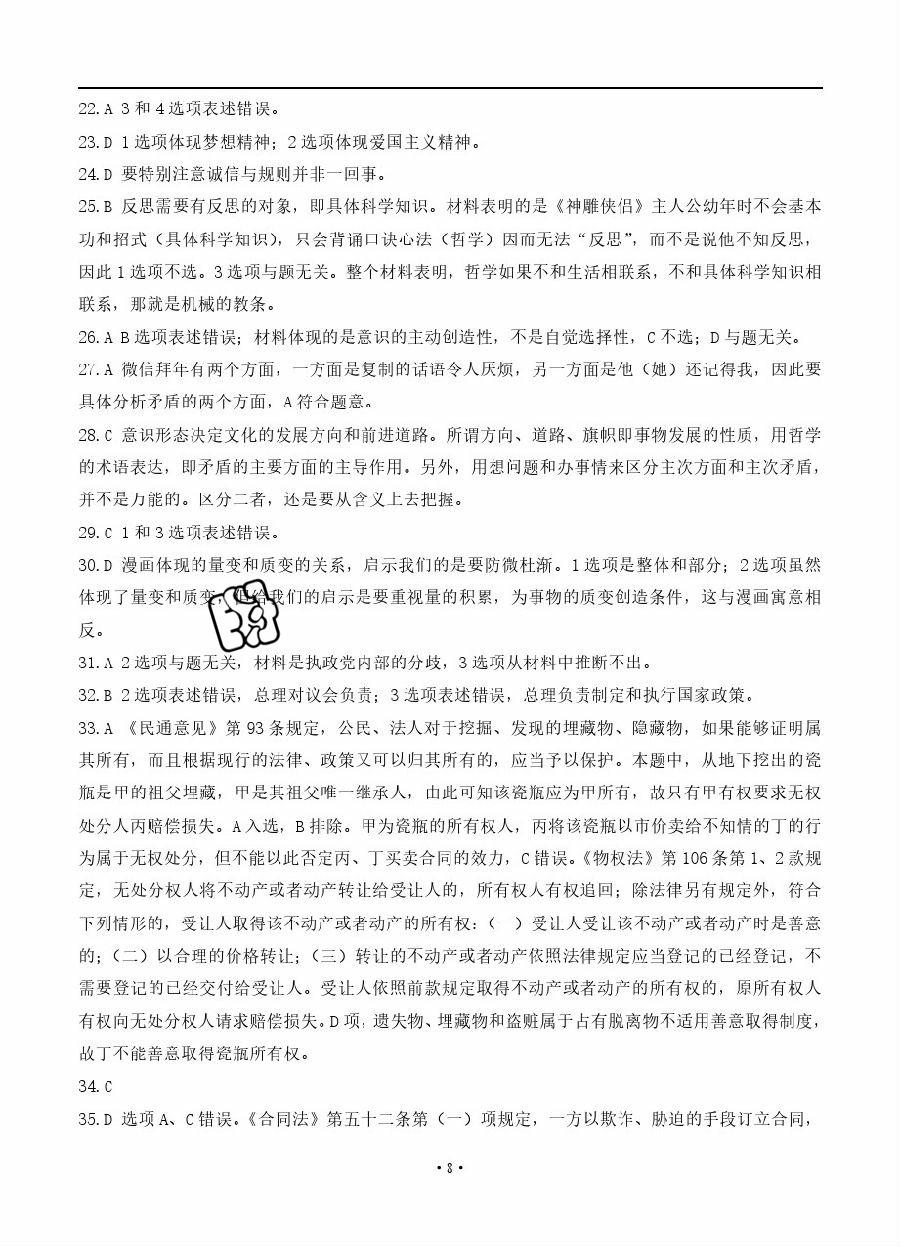 22.A 3和4选项表述错误。
23.D 1选项体现梦想精神；2选项体现爱国主义精神。
24.D 要特别注意诚信与规则并非一回事。
25.B 反思需要有反思的对象，即具体科学知识。材料表明的是《神雕侠侣》主人公幼年时不会基本
功和招式（具体科学知识），只会背诵口诀心法（哲学）因而无法“反思”，而不是说他不知反思，
因此1选项不选。3选项与题无关。整个材料表明，哲学如果不和生活相联系，不和具体科学知识相
联系，那就是机械的教条。
26.A B选项表述错误；材料体现的是意识的主动创造性，不是自觉选择性，C不选；D与题无关。
27.A 微信拜年有两个方面，一方面是复制的话语令人厌烦，另一方面是他（她）还记得我，因此要
具体分析矛盾的两个方面，A符合题意。
28.C 意识形态决定文化的发展方向和前进道路。所谓方向、道路、旗帜即事物发展的性质，用哲学
的术语表达，即矛盾的主要方面的主导作用。另外，用想问题和办事情来区分主次方面和主次矛盾，
并不是万能的。区分二者，还是要从含义上去把握。
29.C 1和3选项表述错误。
30.D 漫画体现的量变和质变的关系，启示我们的是要防微杜渐。1选项是整体和部分；2选项虽然
体现了量变和质变，但给我们的启示是要重视量的积累，为事物的质变创造条件，这与漫画寓意相
反。
31.A 2选项与题无关，材料是执政党内部的分歧，3选项从材料中推断不出。
32.B 2选项表述错误，总理对议会负责；3选项表述错误，总理负责制定和执行国家政策。
33.A 《民通意见》第93条规定，公民、法人对于挖掘、发现的埋藏物、隐藏物，如果能够证明属
其所有，而且根据现行的法律、政策又可以归其所有的，应当予以保护。本题中，从地下挖出的瓷
瓶是甲的祖父埋藏，甲是其祖父唯一继承人，由此可知该瓷瓶应为甲所有，故只有甲有权要求无权
处分人丙赔偿损失。A入选，B排除。甲为瓷瓶的所有权人，丙将该瓷瓶以市价卖给不知情的丁的行
为属于无权处分，但不能以此否定丙、丁买卖合同的效力，C错误。《物权法》第106条第1、2款规
定，无处分权人将不动产或者动产转让给受让人的，所有权人有权追回；除法律另有规定外，符合
下列情形的，受让人取得该不动产或者动产的所有权：（一）受让人受让该不动产或者动产时是善意
的；（二）以合理的价格转让；（三）转让的不动产或者动产依照法律规定应当登记的已经登记，不
需要登记的已经交付给受让人。受让人依照前款规定取得不动产或者动产的所有权的，原所有权人
有权向无处分权人请求赔偿损失。D项，遗失物、埋藏物和盗赃属于占有脱离物不适用善意取得制度，
故丁不能善意取得瓷瓶所有权。
34.C
35.D 选项A、C错误。《合同法》第五十二条第（一）项规定，一方以欺诈、胁迫的手段订立合同，
·8·